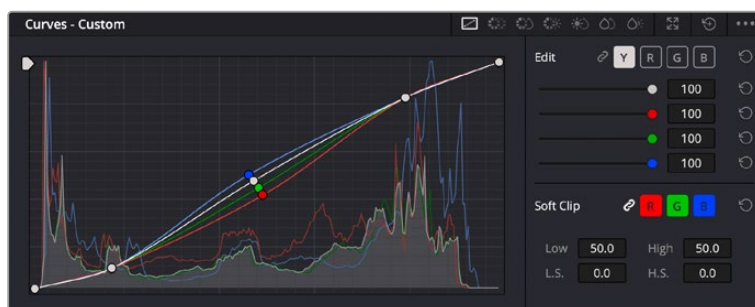 Curves - Custom
Edit Y R G B
100
100
100
100
Soft Clip R G B
Low 50.0 High 50.0
L.S. 0.0 H.S. 0.0